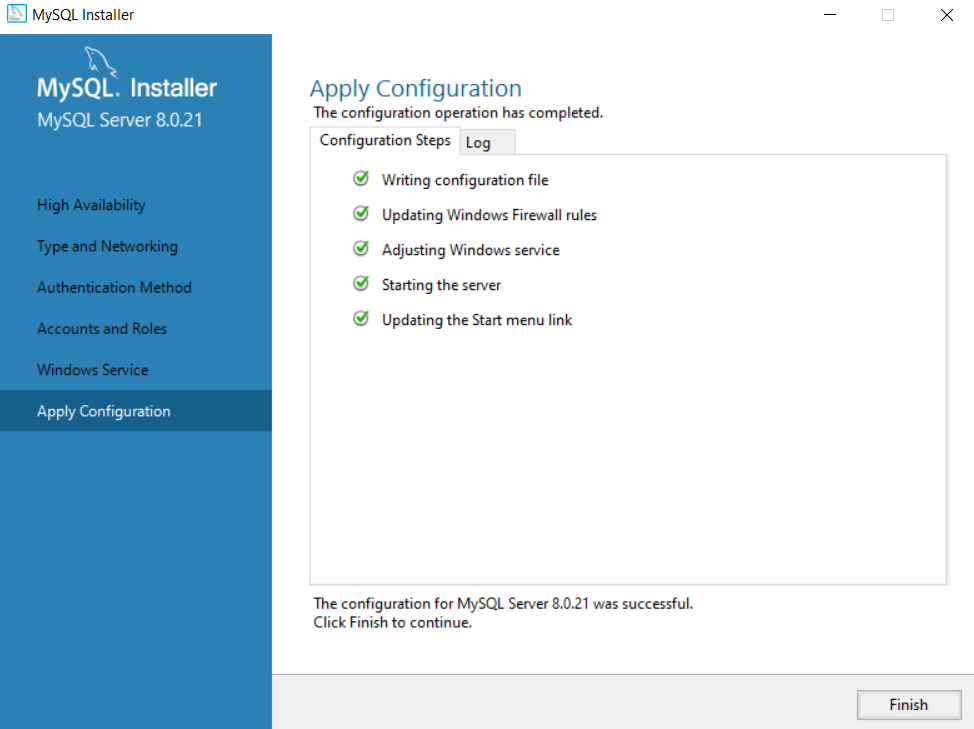 MySQL Installer
MySQL. Installer
MySQL Server 8.0.21
High Availability
Type and Networking
Authentication Method
Accounts and Roles
Windows Service
Apply Configuration
Apply Configuration
The configuration operation has completed.
Configuration Steps Log
Writing configuration file
Updating Windows Firewall rules
Adjusting Windows service
Starting the server
Updating the Start menu link
The configuration for MySQL Server 8.0.21 was successful.
Click Finish to continue.
Finish